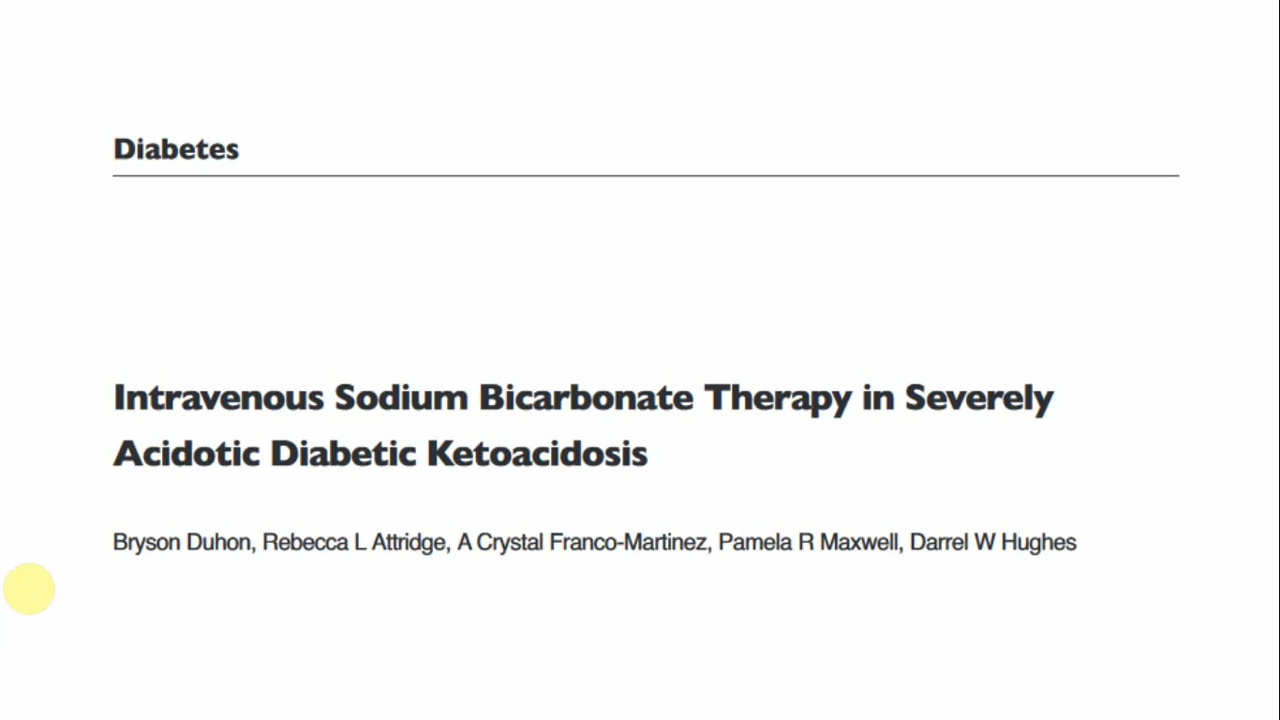 Diabetes
Intravenous Sodium Bicarbonate Therapy in Severely
Acidotic Diabetic Ketoacidosis
Bryson Duhon, Rebecca L Attridge, A Crystal Franco-Martinez, Pamela R Maxwell, Darrel W Hughes